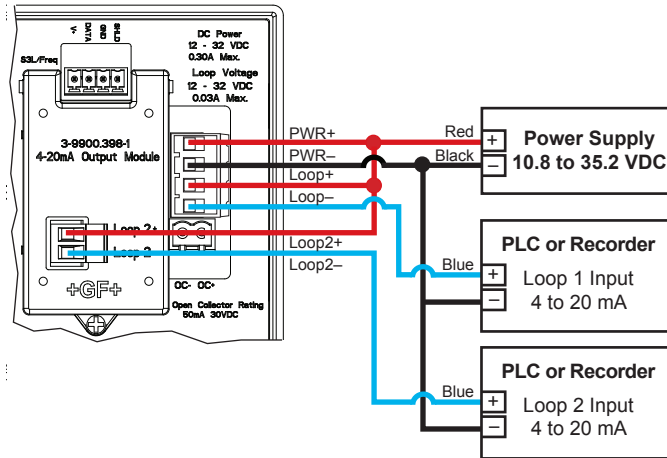 V+
DATA
GND
SHLD
S3L/Freq
DC Power
12 - 32 VDC
0.30A Max.
Loop Voltage
12 - 32 VDC
0.03A Max.
3-9900.398-1
4-20mA Output Module
Loop 2+
Loop 2-
+GF+
OC- OC+
Open Collector Rating
50mA 30VDC
PWR+
PWR–
Loop+
Loop–
Loop2+
Loop2–
Red
Black
+
–
Power Supply
10.8 to 35.2 VDC
Blue
+
–
PLC or Recorder
Loop 1 Input
4 to 20 mA
Blue
+
–
PLC or Recorder
Loop 2 Input
4 to 20 mA